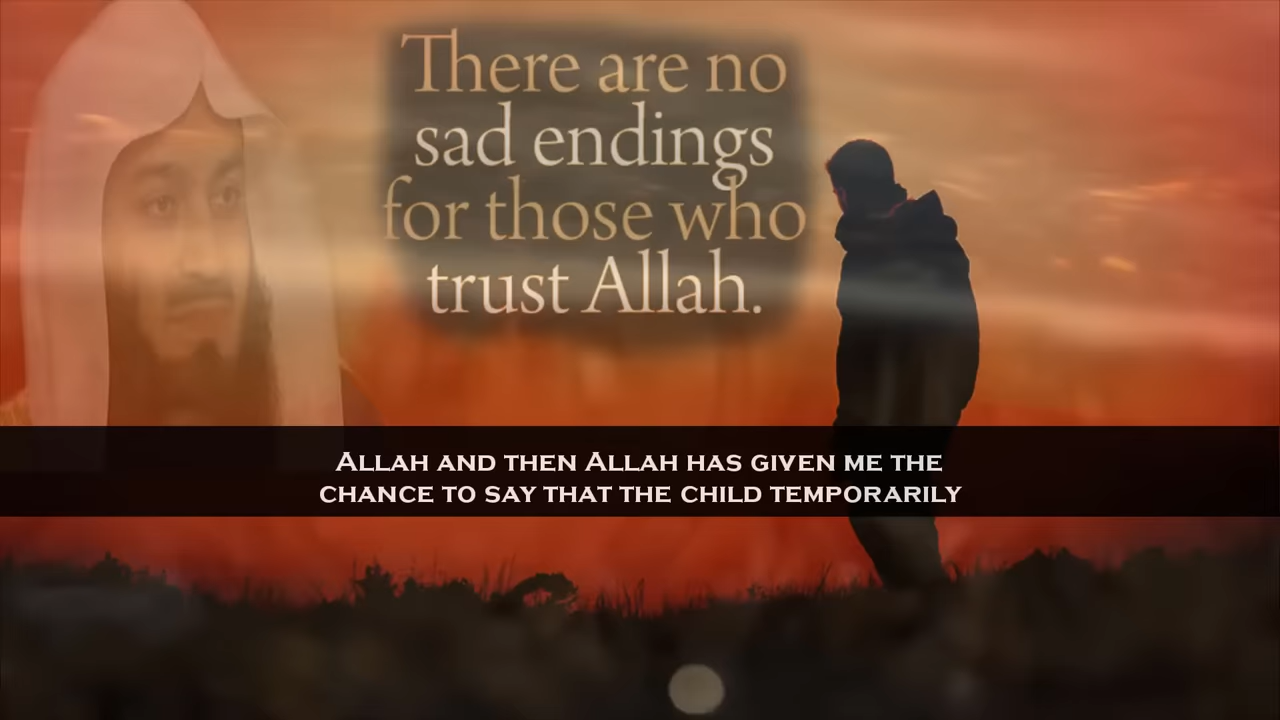 There are no
sad endings
for those who
trust Allah.
ALLAH AND THEN ALLAH HAS GIVEN ME THE
CHANCE TO SAY THAT THE CHILD TEMPORARILY